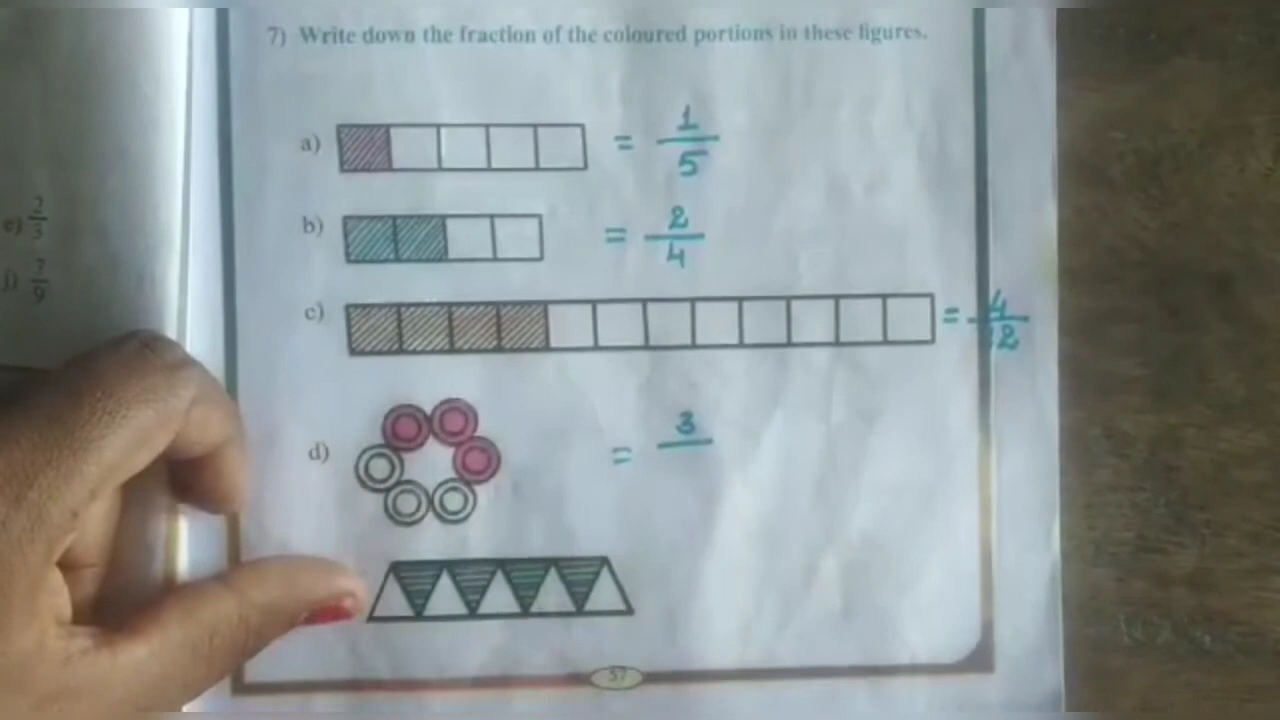 7) Write down the fraction of the coloured portions in these figures.
a) = 1/5
b) = 2/4
c) = 4/12
d) = 3
e) 2/3
j) 7/9
57